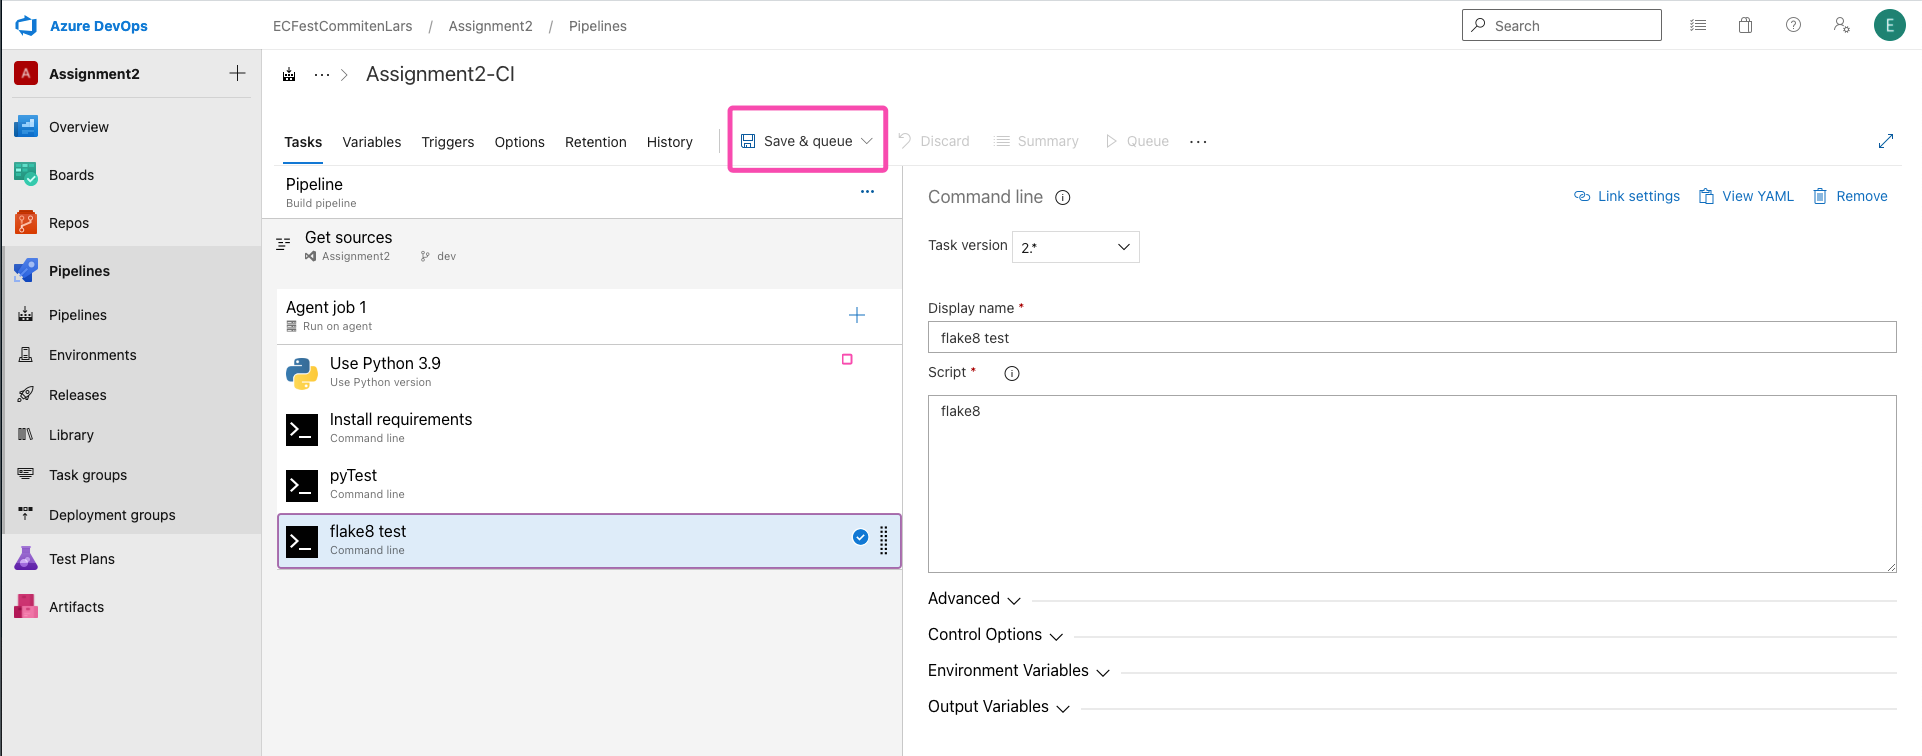 Azure DevOps
ECFestCommitenLars / Assignment2 / Pipelines
Search
E
A Assignment2
Overview
Boards
Repos
Pipelines
Pipelines
Environments
Releases
Library
Task groups
Deployment groups
Test Plans
Artifacts
... > Assignment2-CI
Tasks Variables Triggers Options Retention History Save & queue Discard Summary Queue ...
Pipeline
Build pipeline
Get sources
Assignment2 dev
Agent job 1
Run on agent
Use Python 3.9
Use Python version
Install requirements
Command line
pyTest
Command line
flake8 test
Command line
Command line
Link settings View YAML Remove
Task version 2.*
Display name *
flake8 test
Script *
flake8
Advanced
Control Options
Environment Variables
Output Variables